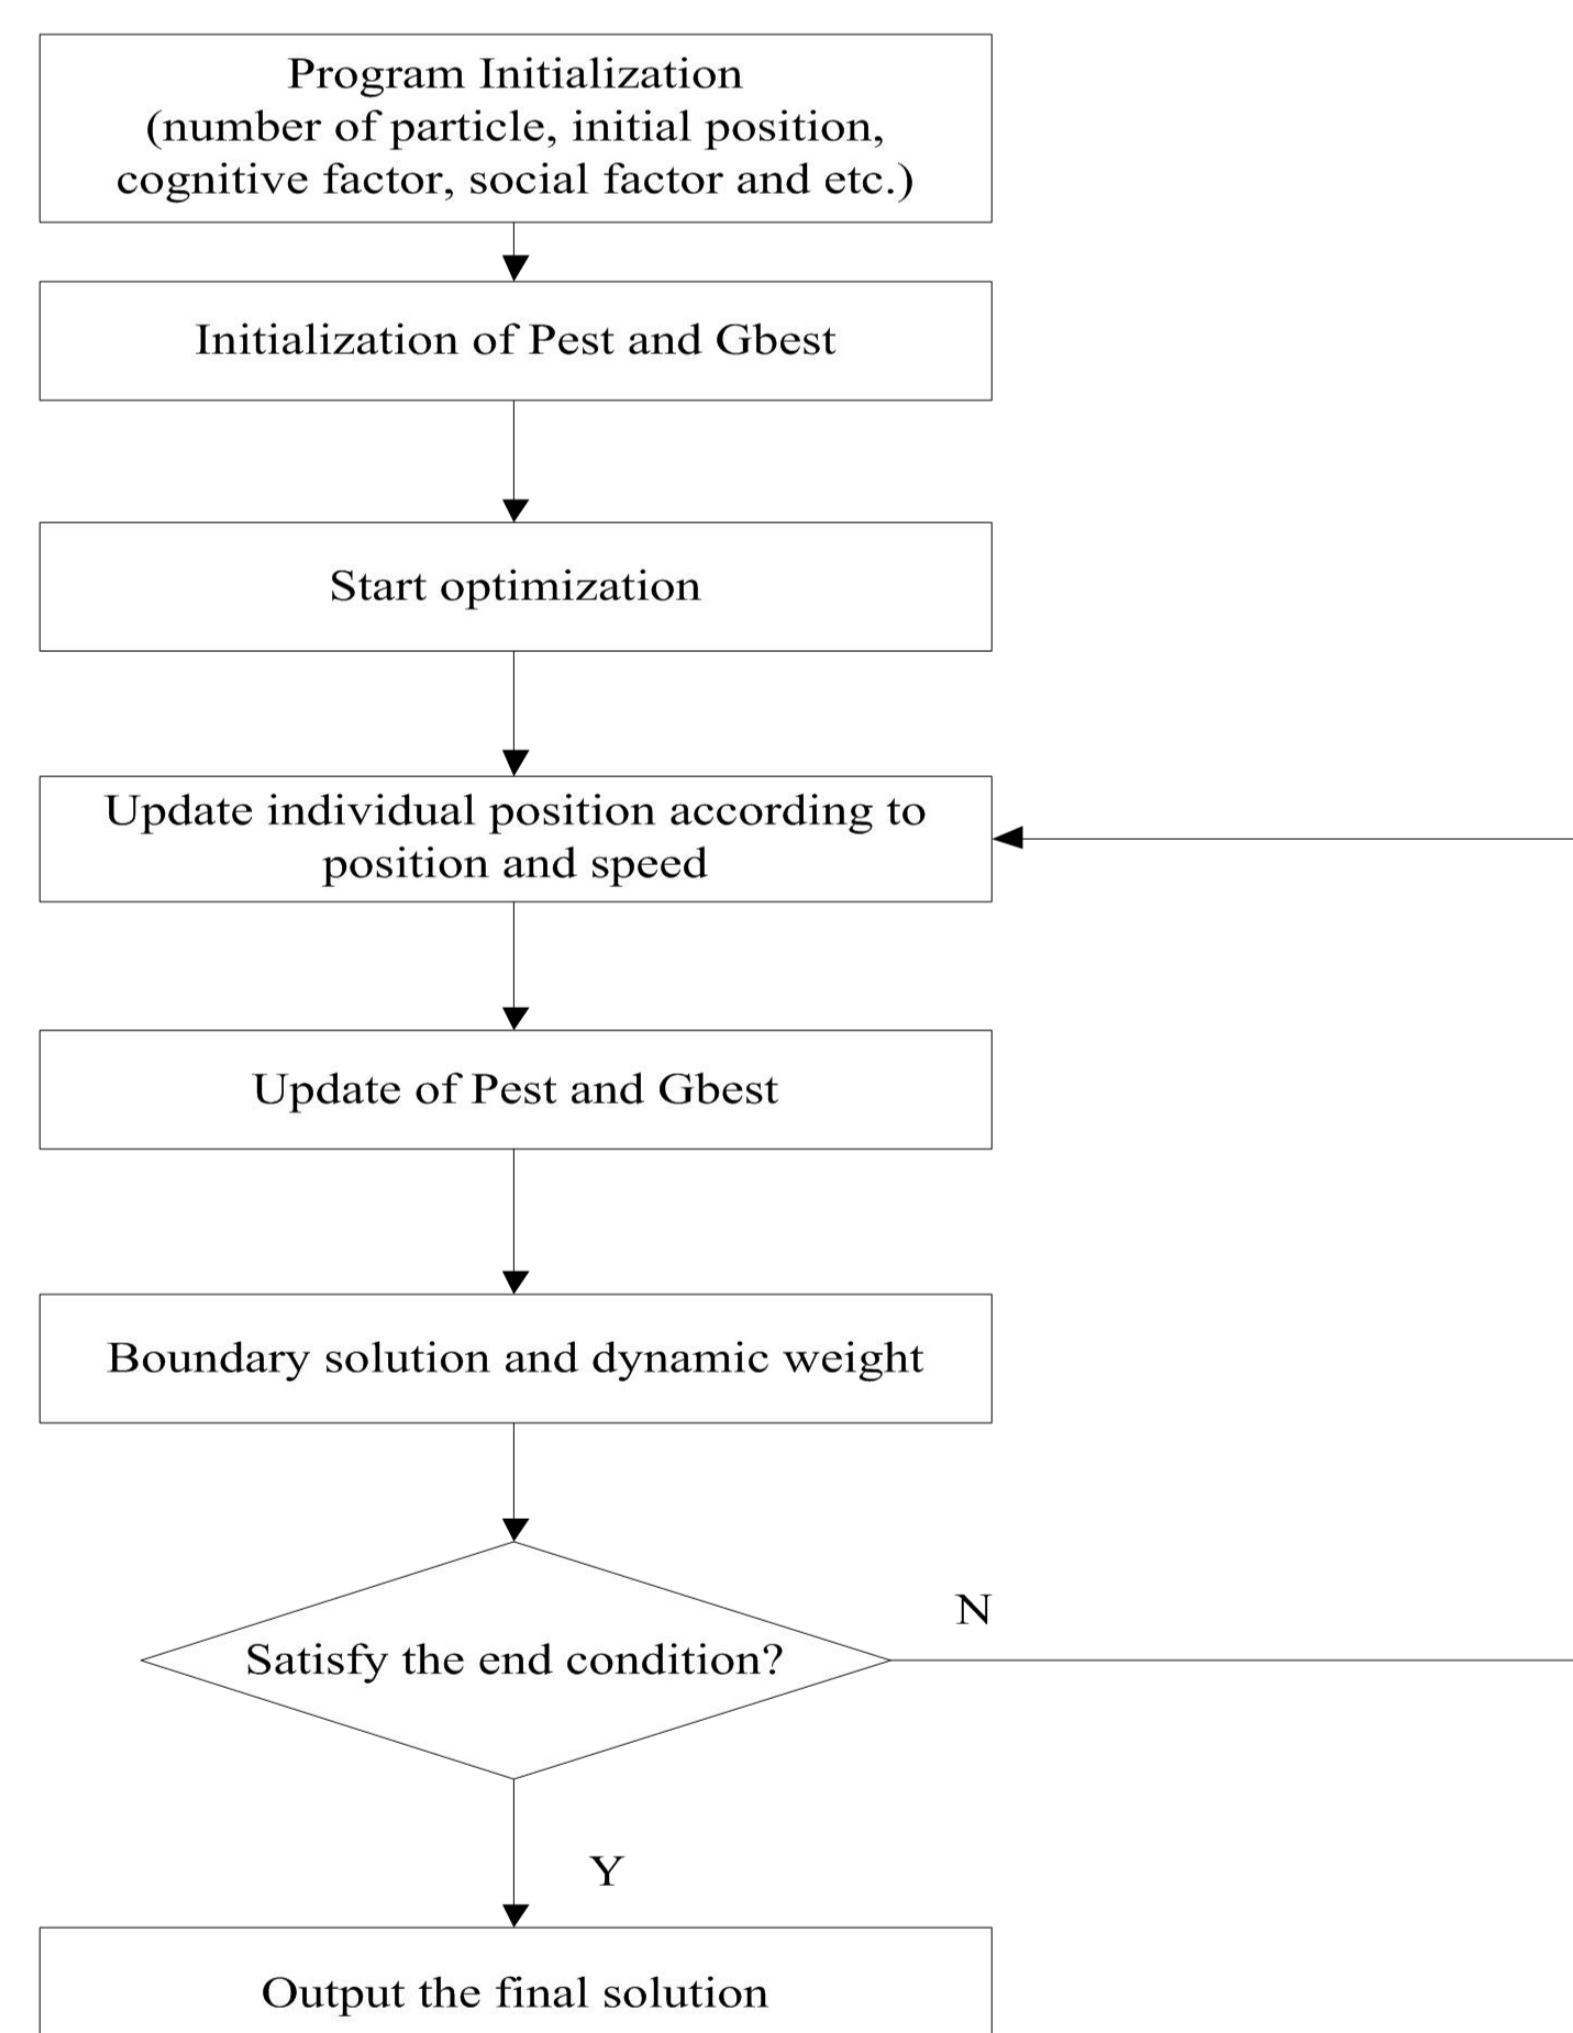 Program Initialization
(number of particle, initial position,
cognitive factor, social factor and etc.)
Initialization of Pest and Gbest
Start optimization
Update individual position according to
position and speed
Update of Pest and Gbest
Boundary solution and dynamic weight
N
Satisfy the end condition?
Y
Output the final solution